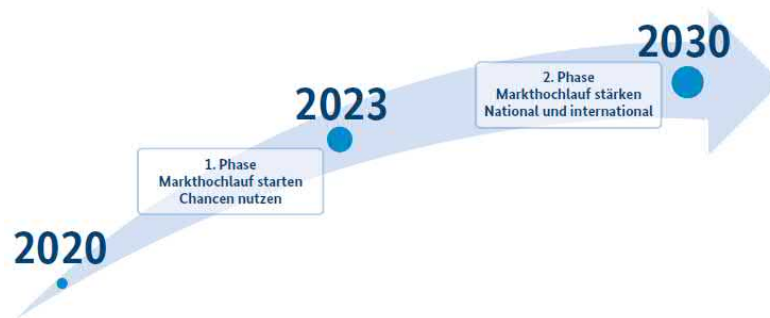 2030
2. Phase
Markthochlauf stärken
National und international
2023
1. Phase
Markthochlauf starten
Chancen nutzen
2020